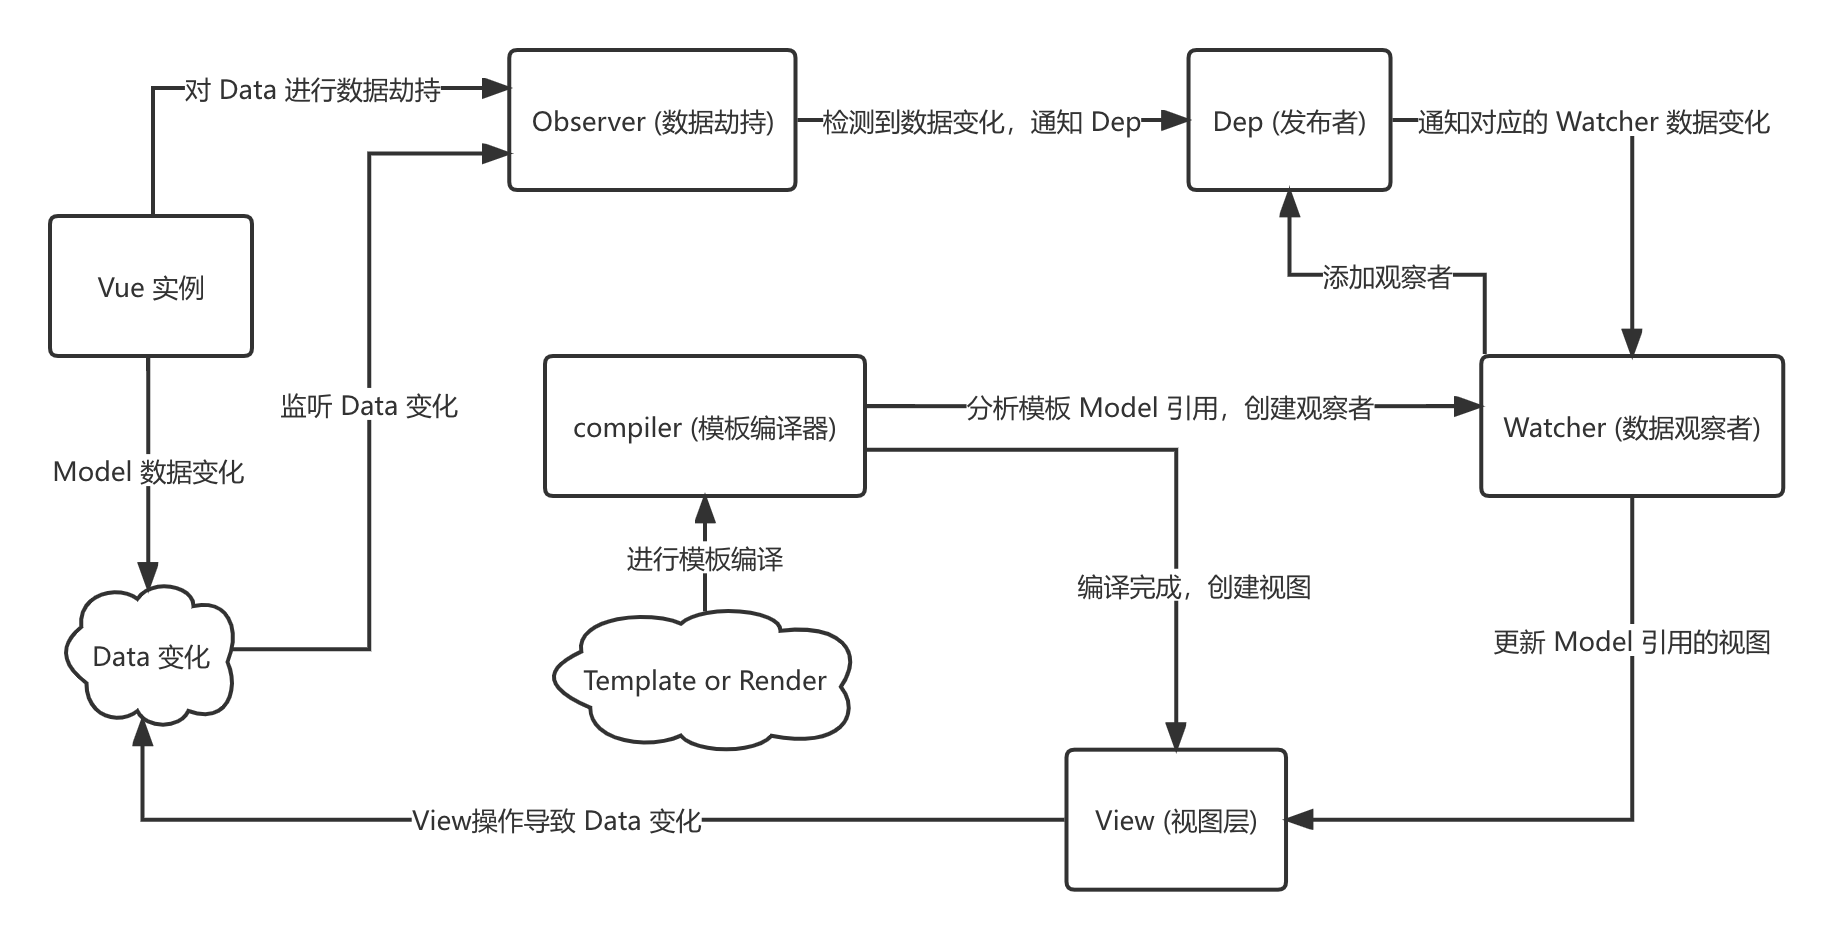 对 Data 进行数据劫持
Observer (数据劫持)
检测到数据变化，通知 Dep
Dep (发布者)
通知对应的 Watcher 数据变化
Vue 实例
添加观察者
监听 Data 变化
compiler (模板编译器)
分析模板 Model 引用，创建观察者
Watcher (数据观察者)
Model 数据变化
进行模板编译
编译完成，创建视图
更新 Model 引用的视图
Data 变化
Template or Render
View操作导致 Data 变化
View (视图层)